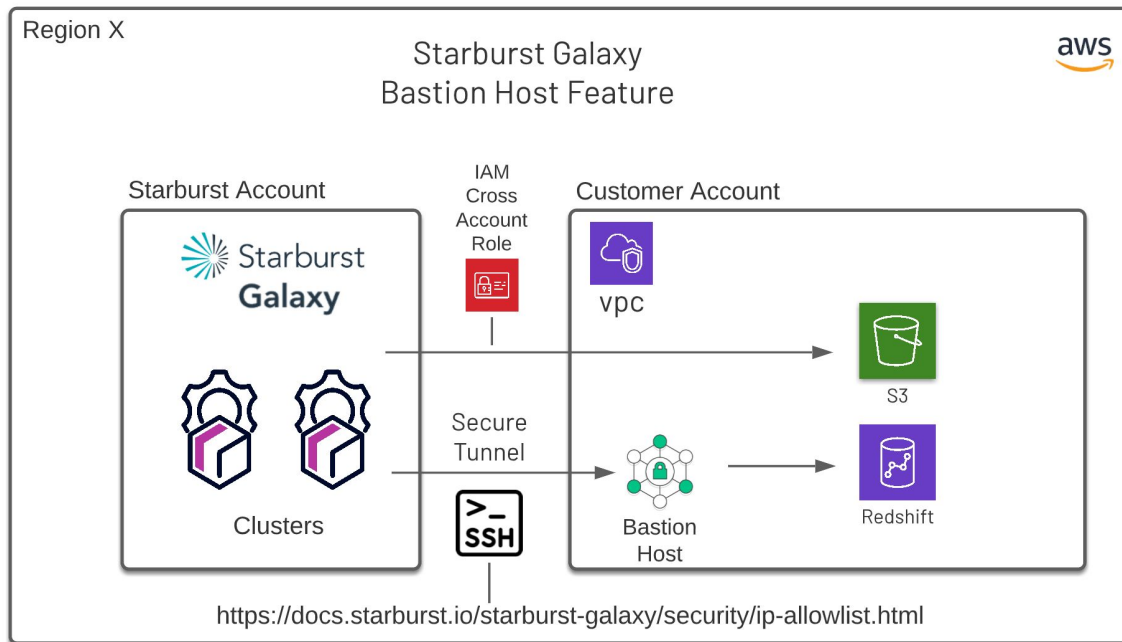 Region X
Starburst Galaxy
Bastion Host Feature
aws
Starburst Account
IAM
Cross
Account
Role
Customer Account
Starburst
Galaxy
vpc
S3
Secure
Tunnel
Clusters
>_
SSH
Bastion
Host
Redshift
https://docs.starburst.io/starburst-galaxy/security/ip-allowlist.html